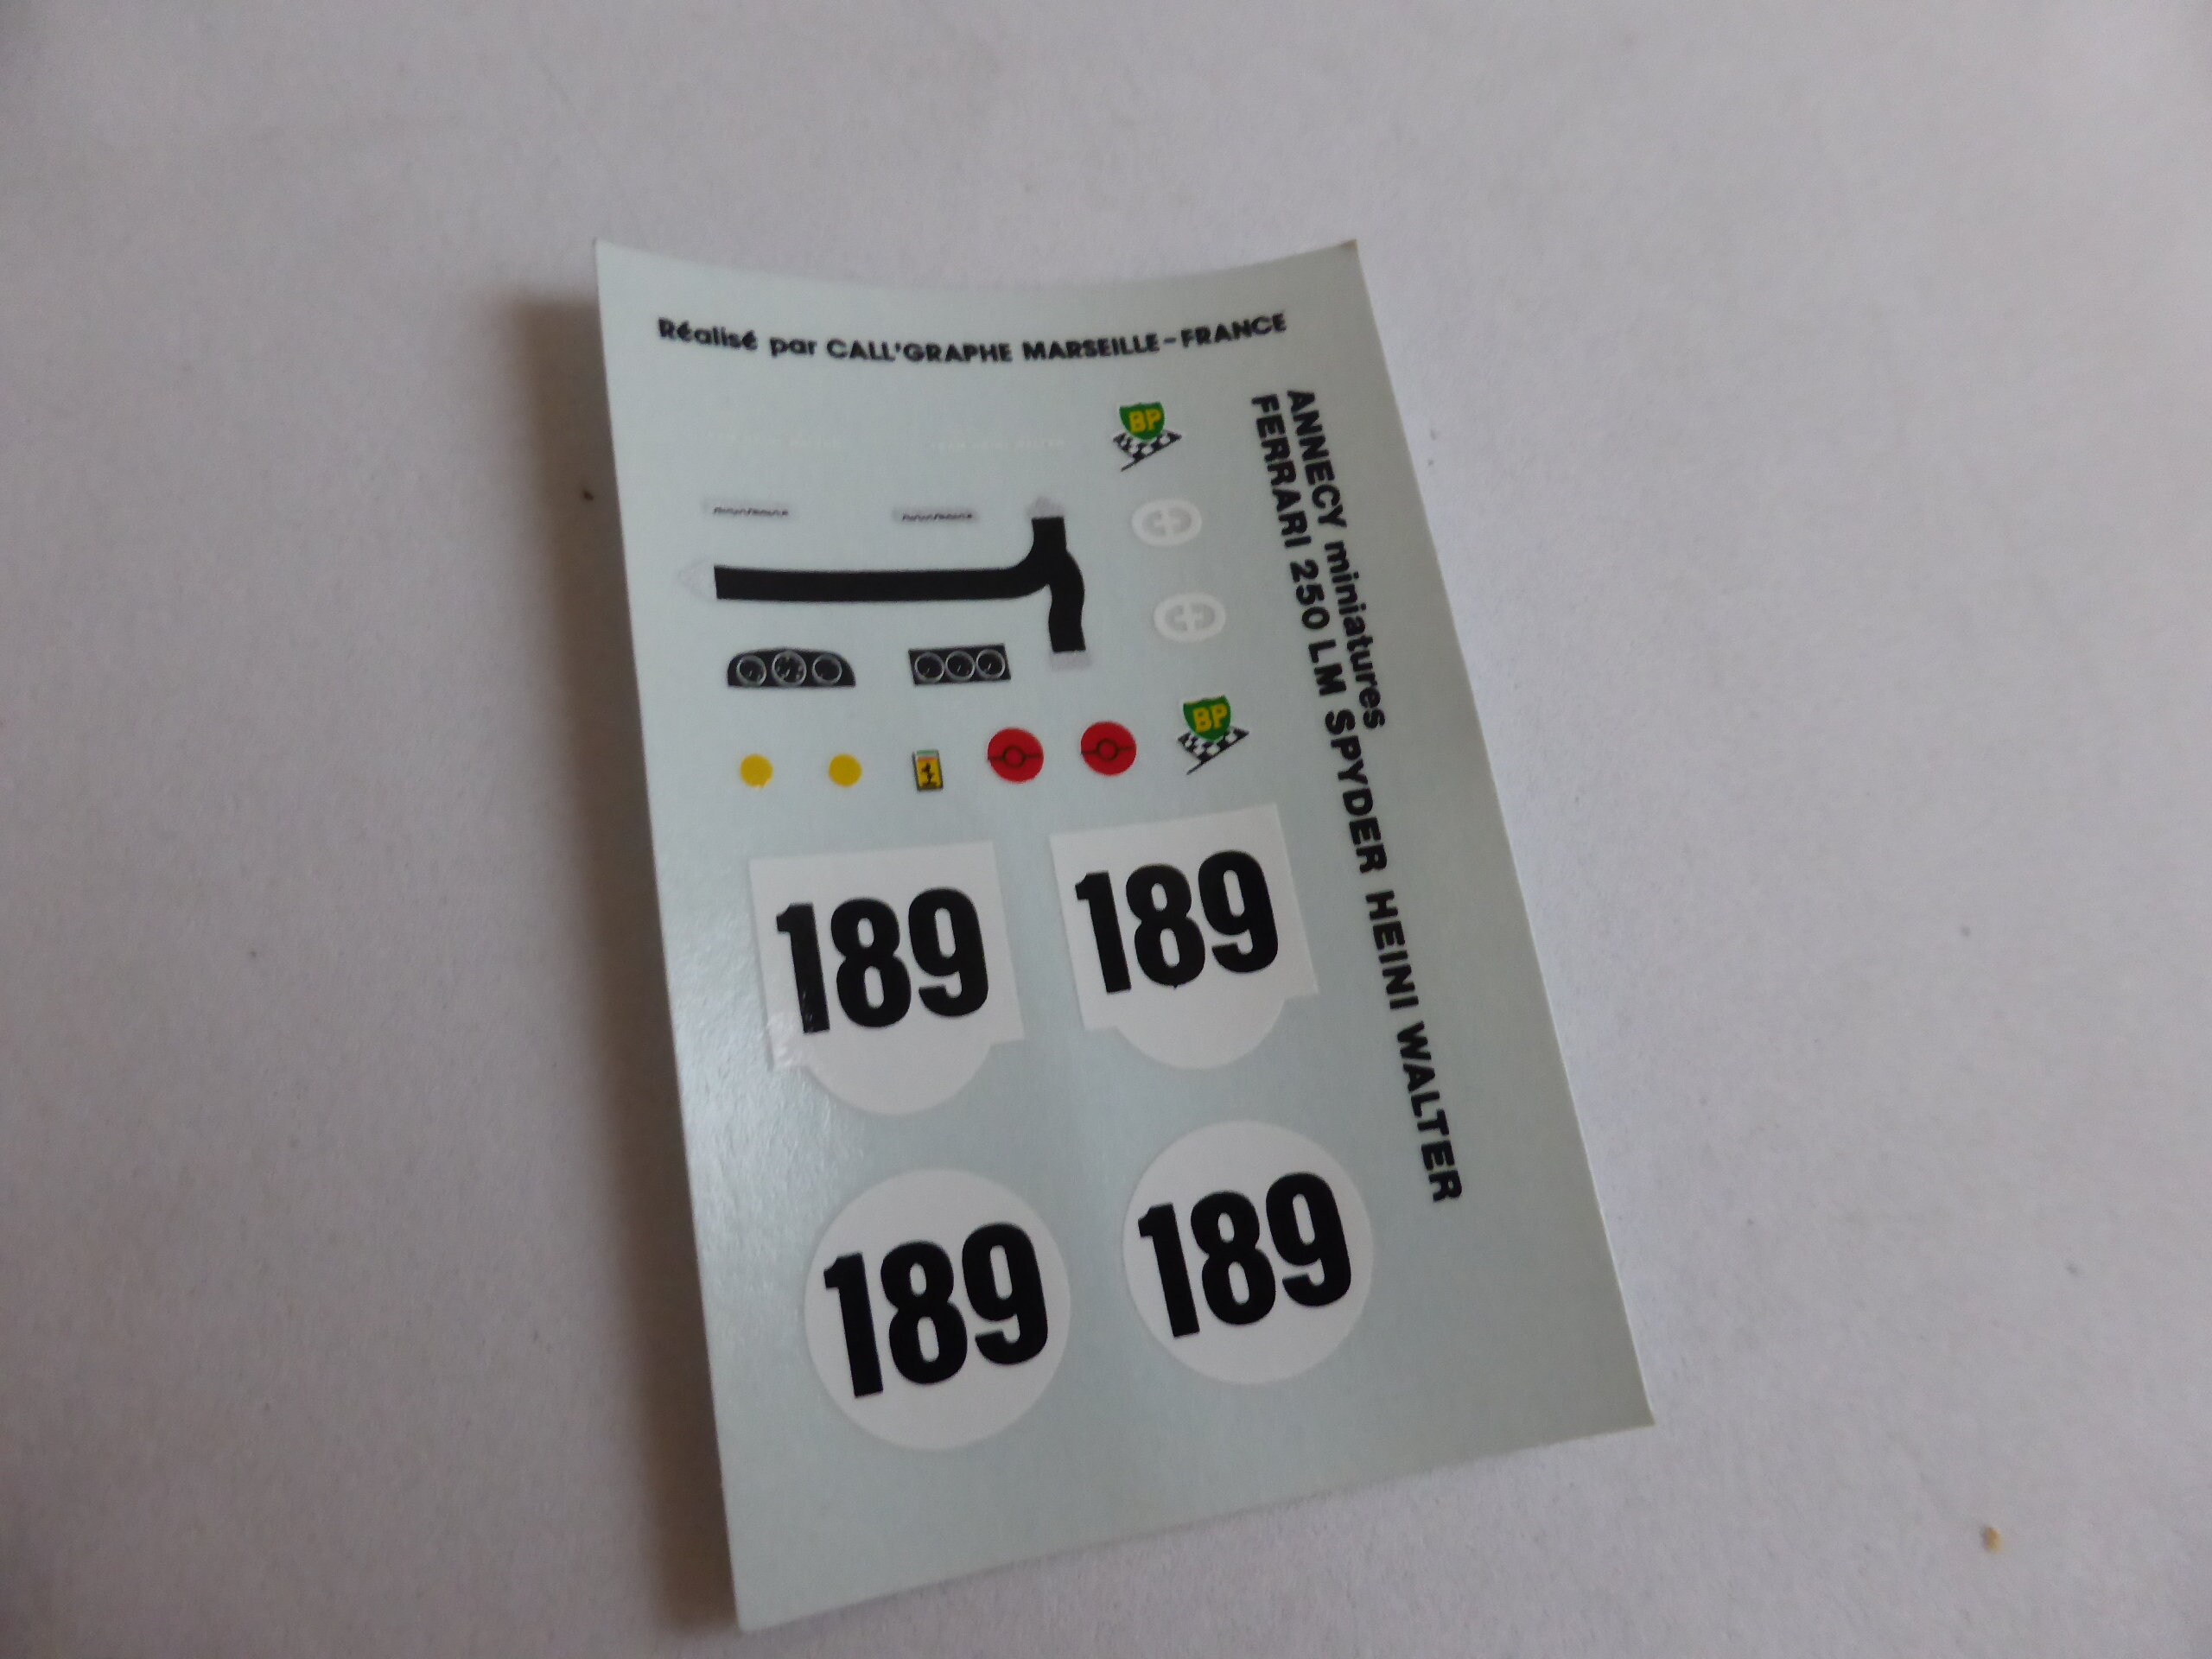 Réalisé par CALL'GRAPHE MARSEILLE-FRANCE
ANNECY miniatures
FERRARI 250 LM SPYDER HEINI WALTER
BP
BP
189
189
189
189